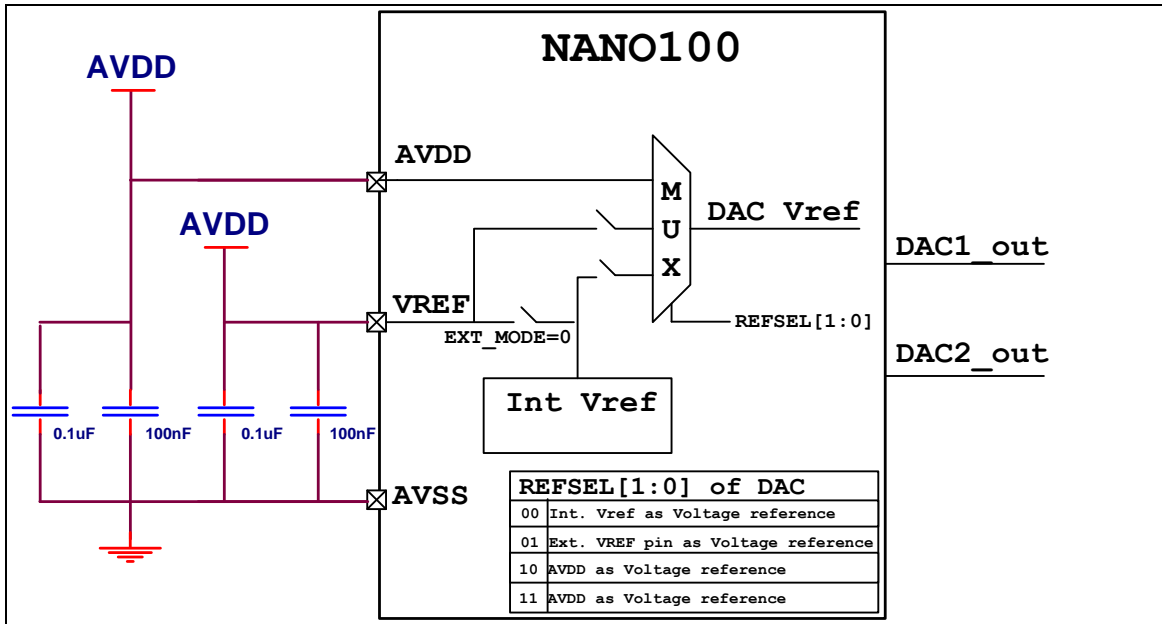 NANO100
AVDD
AVDD
AVDD
VREF
EXT_MODE=0
M
U
X
DAC Vref
REFSEL[1:0]
Int Vref
DAC1_out
DAC2_out
0.1uF
100nF
0.1uF
100nF
AVSS
REFSEL[1:0] of DAC
00 Int. Vref as Voltage reference
01 Ext. VREF pin as Voltage reference
10 AVDD as Voltage reference
11 AVDD as Voltage reference